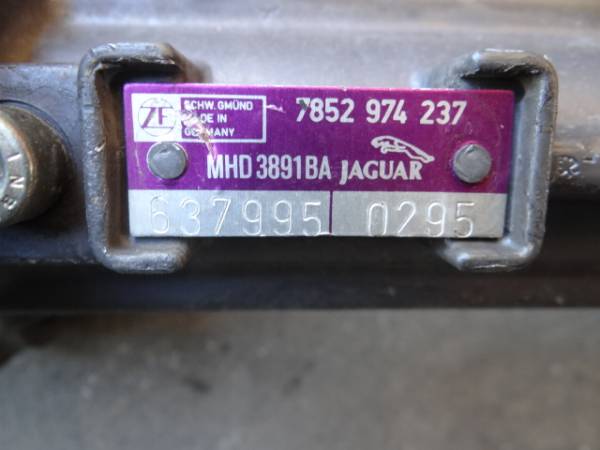 ZF SCHW. GMÜND 7852 974 237
MADE IN
GERMANY
MHD 3891BA JAGUAR
637995 0295